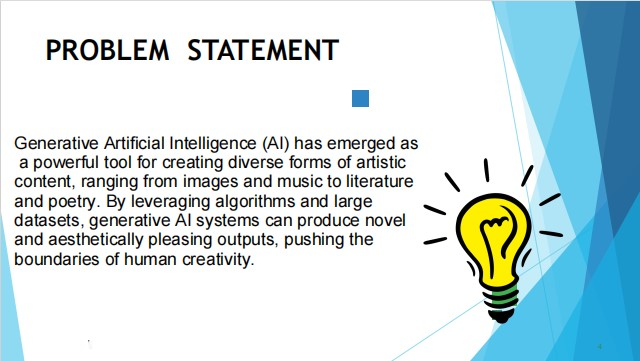 PROBLEM STATEMENT
Generative Artificial Intelligence (AI) has emerged as
a powerful tool for creating diverse forms of artistic
content, ranging from images and music to literature
and poetry. By leveraging algorithms and large
datasets, generative AI systems can produce novel
and aesthetically pleasing outputs, pushing the
boundaries of human creativity.
4